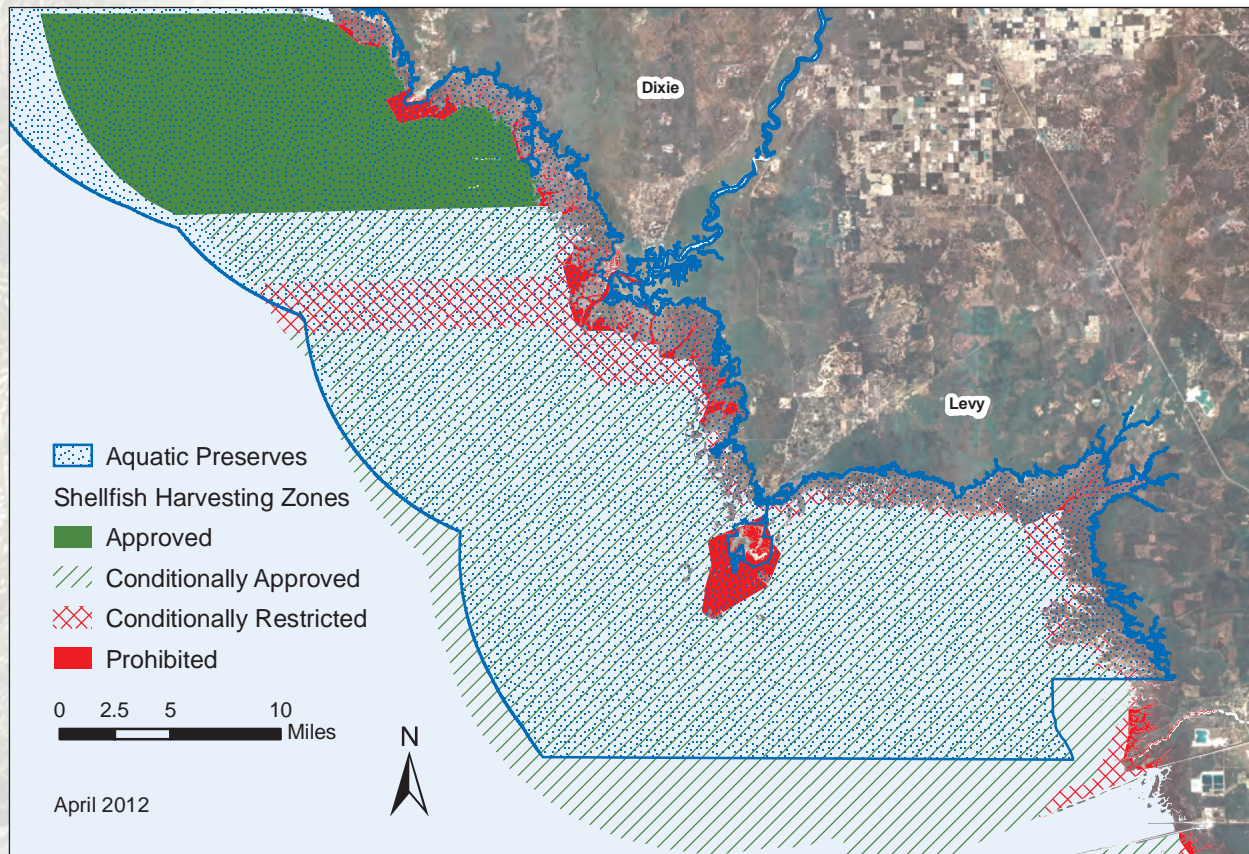 Dixie
Levy
Aquatic Preserves
Shellfish Harvesting Zones
Approved
Conditionally Approved
Conditionally Restricted
Prohibited
0 2.5 5 10
Miles
N
April 2012